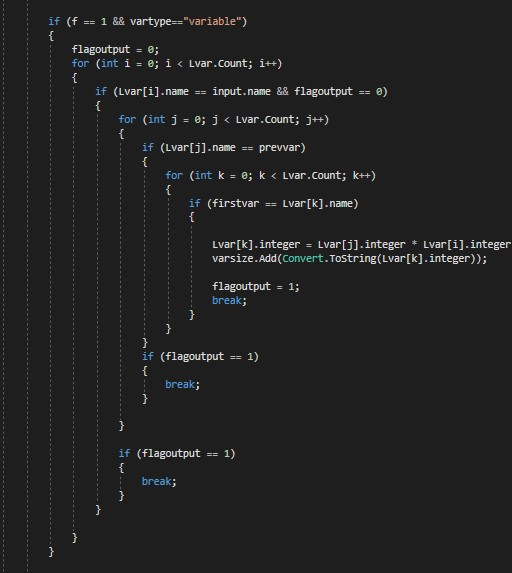 if (f == 1 && vartype=="variable")
{
flagoutput = 0;
for (int i = 0; i < Lvar.Count; i++)
{
if (Lvar[i].name == input.name && flagoutput == 0)
{
for (int j = 0; j < Lvar.Count; j++)
{
if (Lvar[j].name == prevvar)
{
for (int k = 0; k < Lvar.Count; k++)
{
if (firstvar == Lvar[k].name)
{
Lvar[k].integer = Lvar[j].integer * Lvar[i].integer
varsize.Add(Convert.ToString(Lvar[k].integer));
flagoutput = 1;
break;
}
}
}
if (flagoutput == 1)
{
break;
}
}
if (flagoutput == 1)
{
break;
}
}
}
}